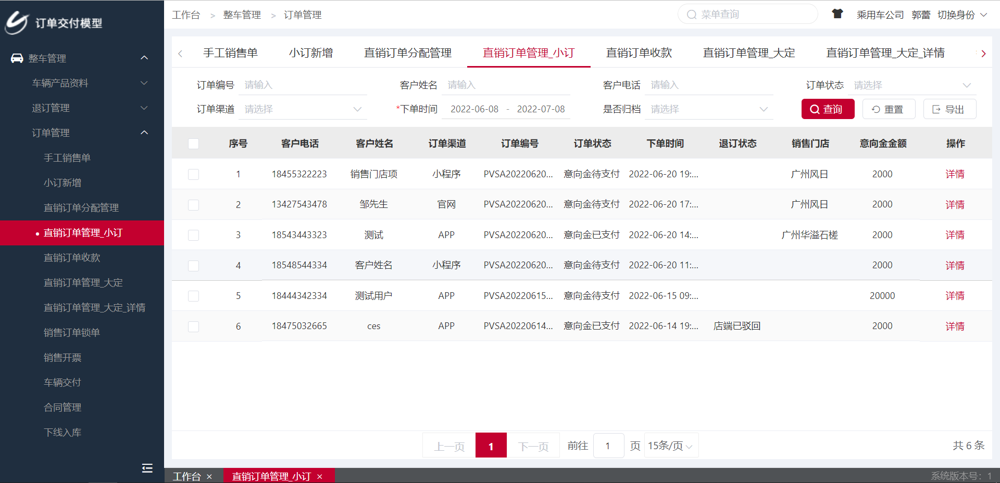 订单交付模型
整车管理
车辆产品资料
退订管理
订单管理
手工销售单
小订新增
直销订单分配管理
直销订单管理_小订
直销订单收款
直销订单管理_大定
直销订单管理_大定_详情
销售订单锁单
销售开票
车辆交付
合同管理
下线入库
工作台 > 整车管理 > 订单管理
菜单查询 乘用车公司 郭蕾 切换身份
手工销售单 小订新增 直销订单分配管理 直销订单管理_小订 直销订单收款 直销订单管理_大定 直销订单管理_大定_详情
订单编号 请输入 客户姓名 请输入 客户电话 请输入 订单状态 请选择
订单渠道 请选择 *下单时间 2022-06-08 - 2022-07-08 是否归档 请选择 查询 重置 导出
序号 客户电话 客户姓名 订单渠道 订单编号 订单状态 下单时间 退订状态 销售门店 意向金金额 操作
1 18455322223 销售门店项 小程序 PVSA20220620... 意向金待支付 2022-06-20 19:... 广州风日 2000 详情
2 13427543478 邹先生 官网 PVSA20220620... 意向金待支付 2022-06-20 17:... 广州风日 2000 详情
3 18543443323 测试 APP PVSA20220620... 意向金已支付 2022-06-20 14:... 广州华溢石槎 2000 详情
4 18548544334 客户姓名 小程序 PVSA20220620... 意向金待支付 2022-06-20 11:... 2000 详情
5 18444342334 测试用户 APP PVSA20220615... 意向金待支付 2022-06-15 09:... 20000 详情
6 18475032665 ces APP PVSA20220614... 意向金已支付 2022-06-14 19:... 店端已驳回 2000 详情
上一页 1 下一页 前往 1 页 15条/页 共 6 条
工作台 × 直销订单管理_小订 × 系统版本号：1